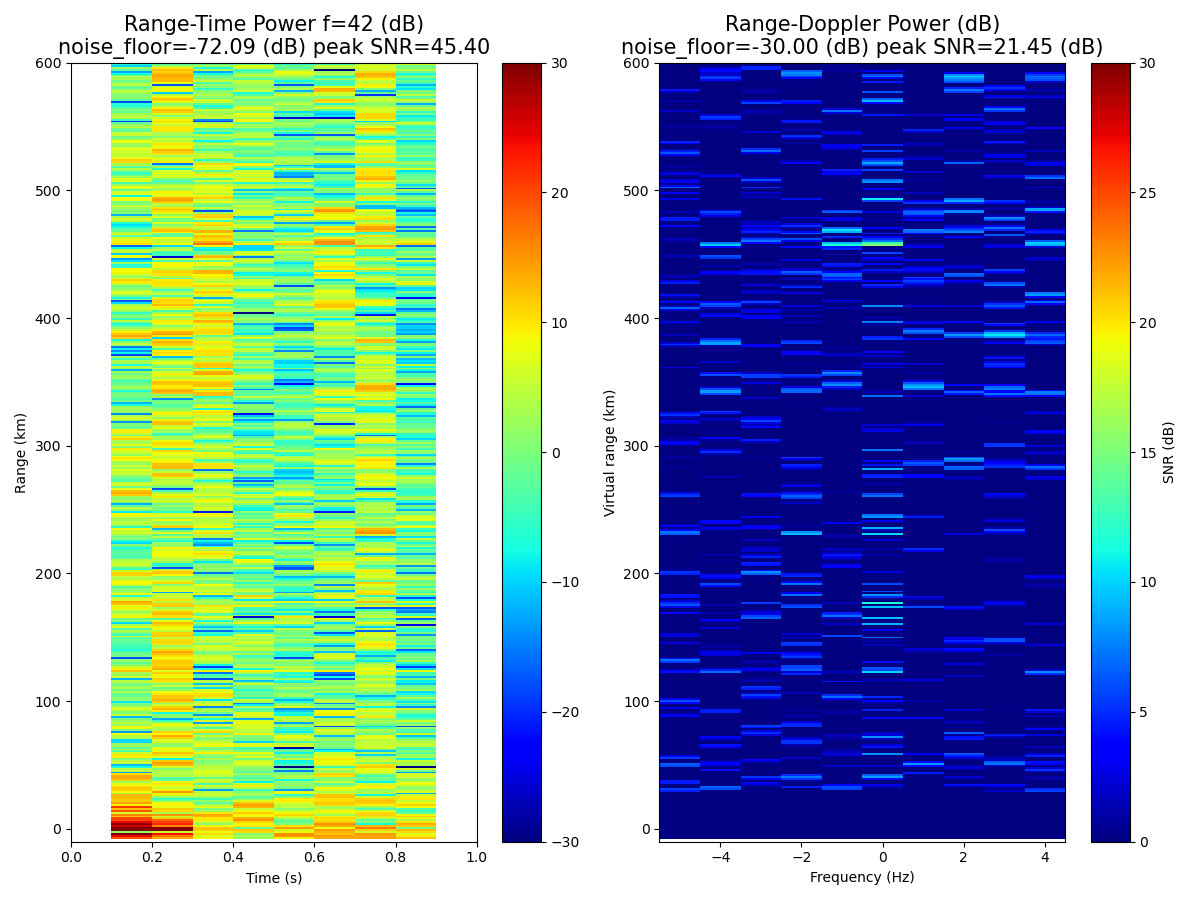 Range-Time Power f=42 (dB)
noise_floor=-72.09 (dB) peak SNR=45.40
Range (km)
600
500
400
300
200
100
0
0.0 0.2 0.4 0.6 0.8 1.0
Time (s)
30
20
10
0
−10
−20
−30
Range-Doppler Power (dB)
noise_floor=-30.00 (dB) peak SNR=21.45 (dB)
Virtual range (km)
600
500
400
300
200
100
0
−4 −2 0 2 4
Frequency (Hz)
30
25
20
15
10
5
0
SNR (dB)